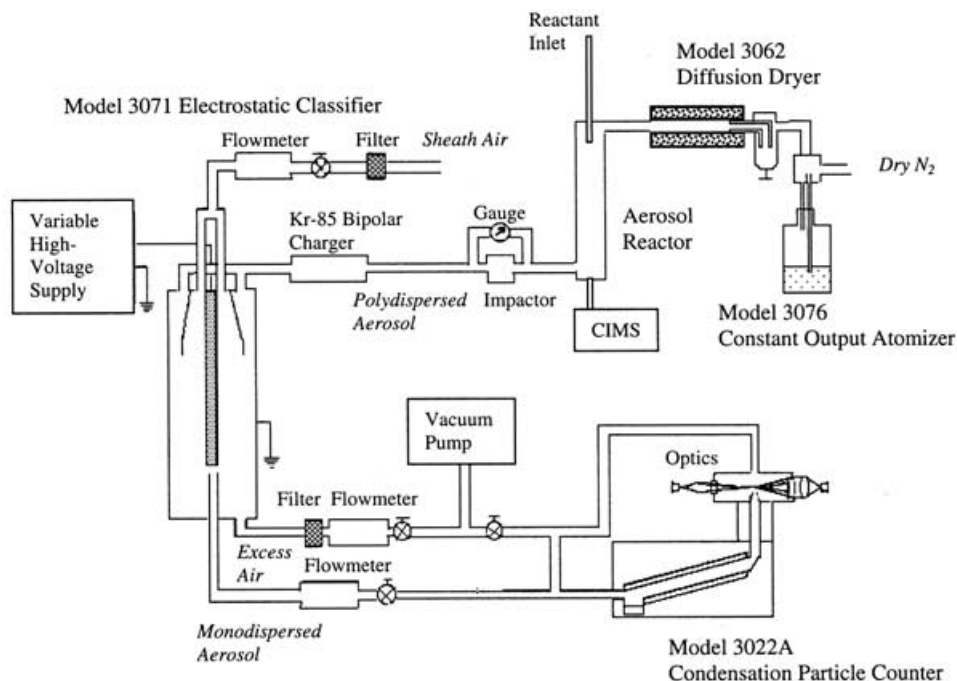 Reactant
Inlet
Model 3062
Diffusion Dryer
Model 3071 Electrostatic Classifier
Flowmeter
Filter
Sheath Air
Dry N₂
Variable
High-
Voltage
Supply
Kr-85 Bipolar
Charger
Gauge
Aerosol
Reactor
Polydispersed
Aerosol
Impactor
CIMS
Model 3076
Constant Output Atomizer
Vacuum
Pump
Optics
Filter
Flowmeter
Excess
Air
Flowmeter
Monodispersed
Aerosol
Model 3022A
Condensation Particle Counter